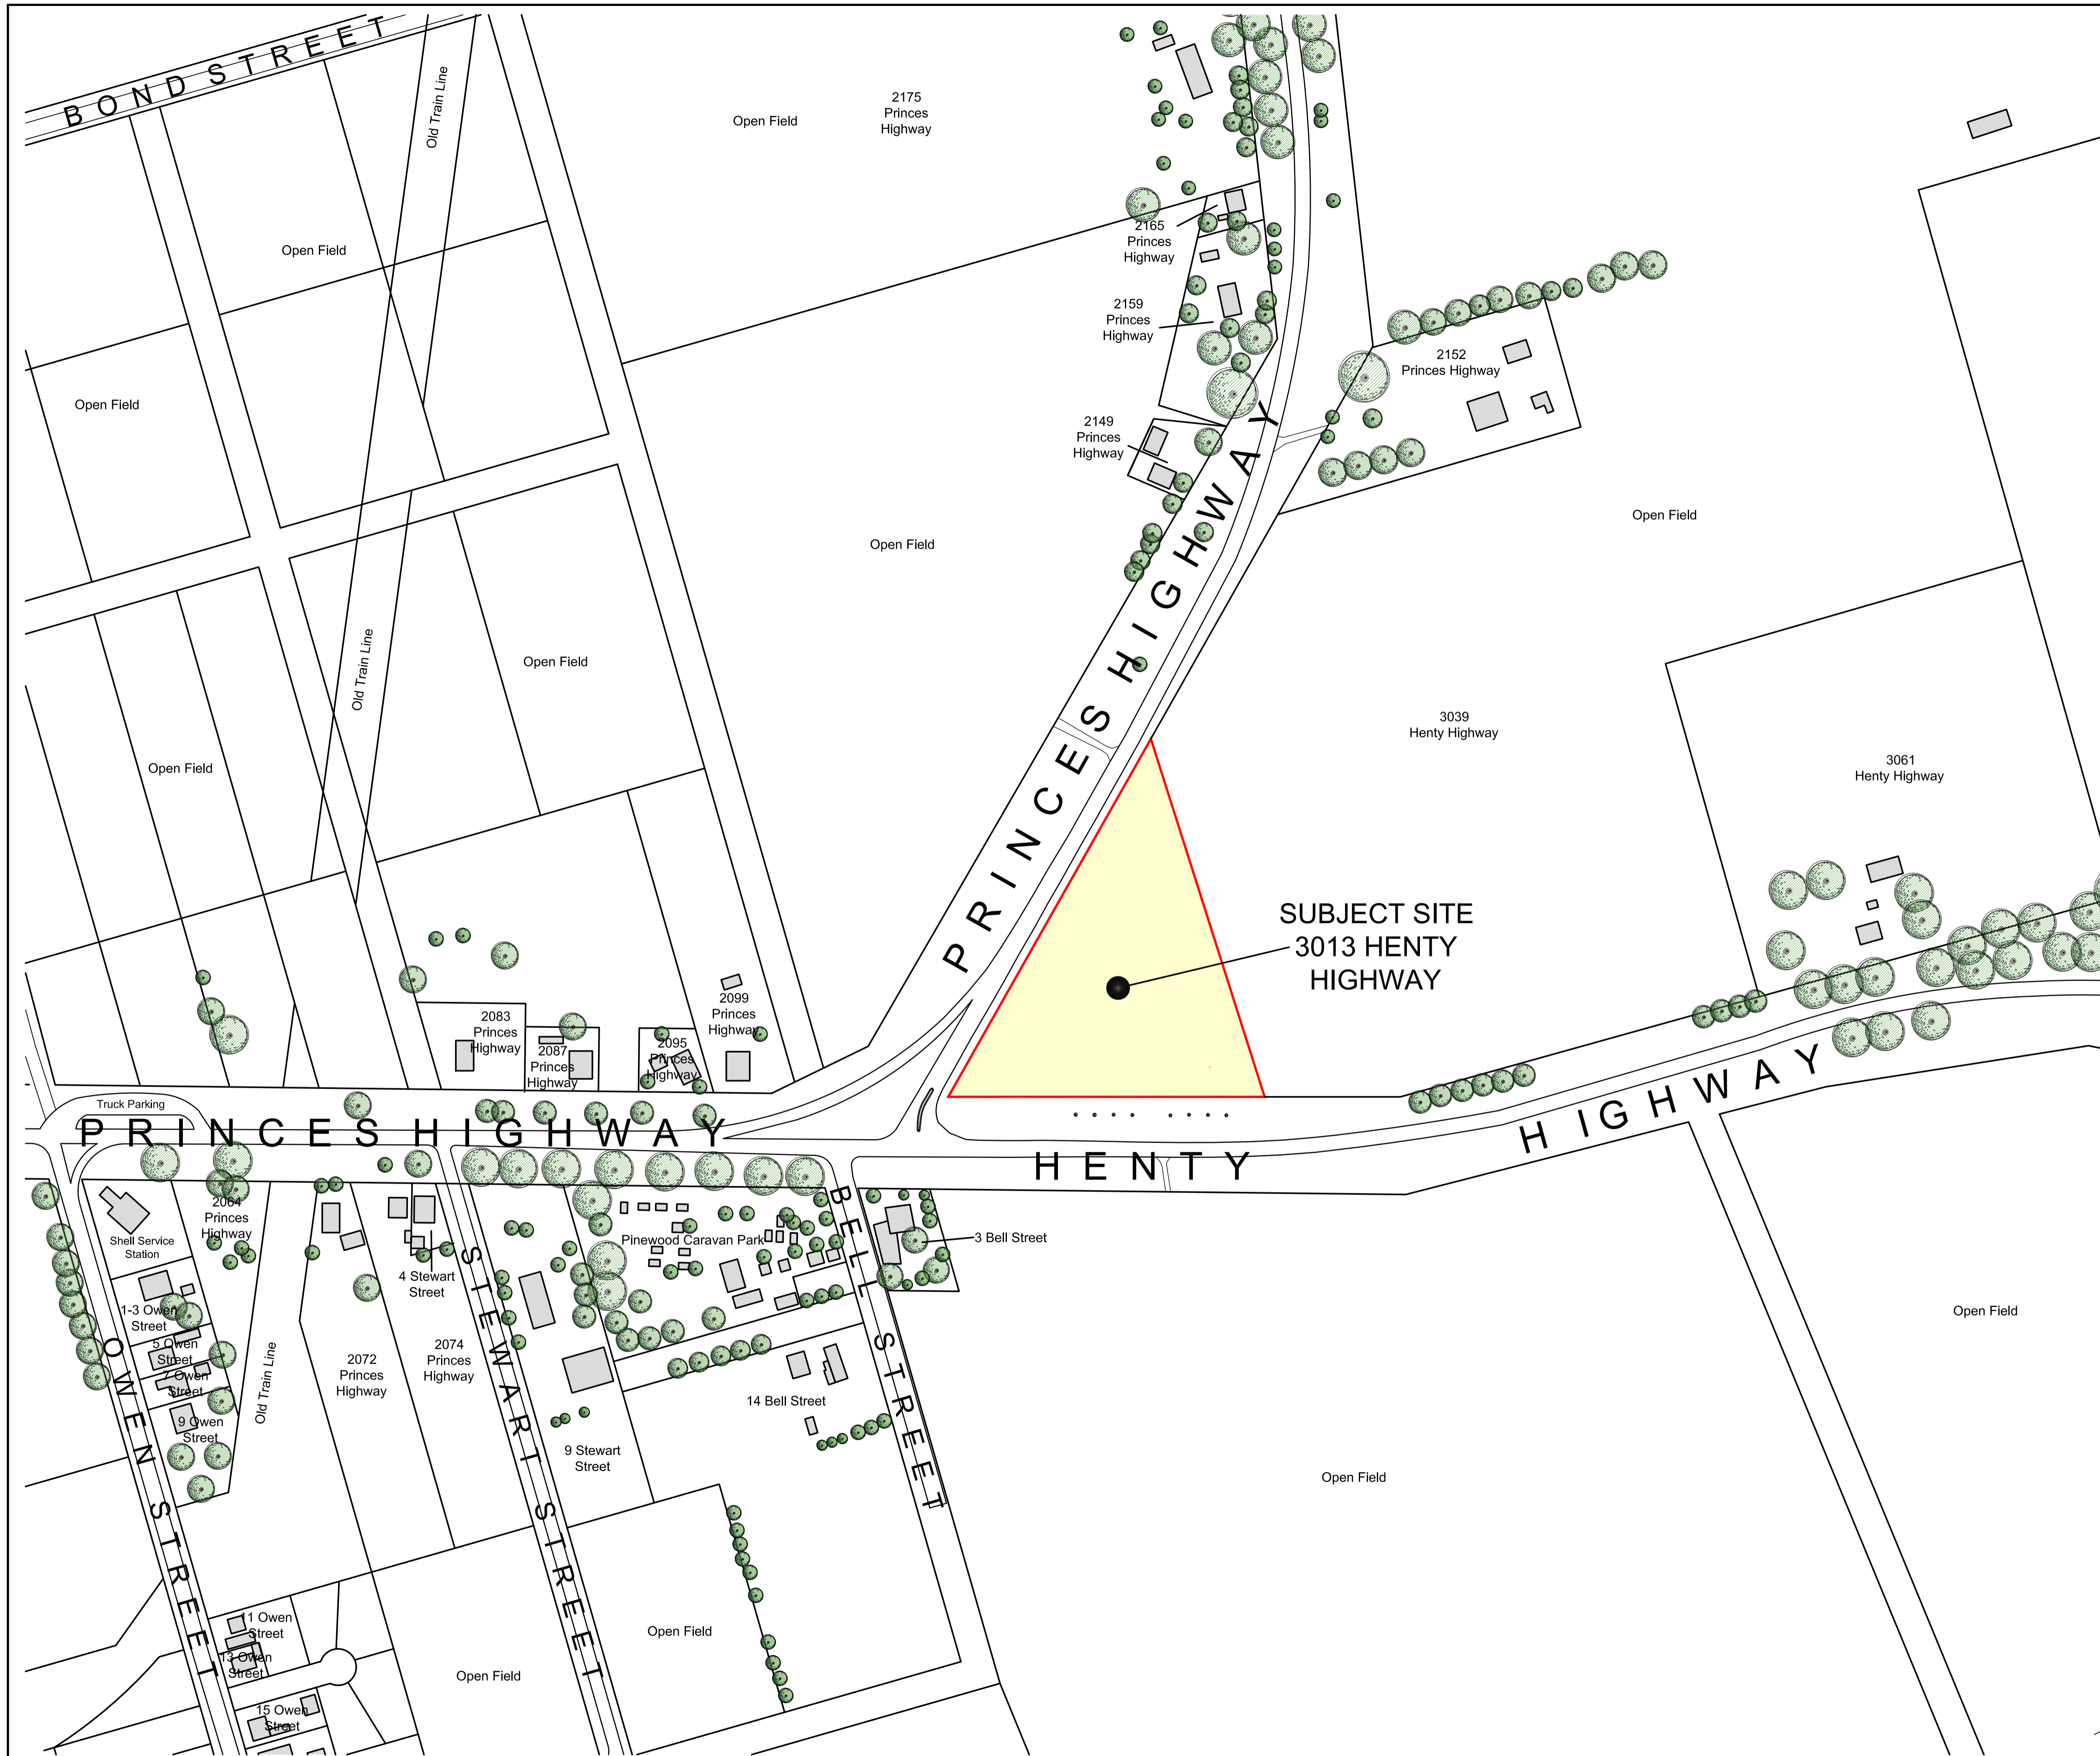 BOND STREET
Old Train Line
Open Field
2175
Princes
Highway
Open Field
2165
Princes
Highway
2159
Princes
Highway
2152
Princes Highway
Open Field
2149
Princes
Highway
Open Field
Open Field
PRINCES HIGHWAY
Old Train Line
Open Field
3039
Henty Highway
3061
Henty Highway
Open Field
SUBJECT SITE
3013 HENTY
HIGHWAY
2083
Princes
Highway
2087
Princes
Highway
2095
Princes
Highway
2099
Princes
Highway
Truck Parking
PRINCES HIGHWAY
HENTY HIGHWAY
2064
Princes
Highway
Shell Service
Station
Pinewood Caravan Park
BELL STREET
3 Bell Street
4 Stewart
Street
STEWART STREET
1-3 Owen
Street
5 Owen
Street
7 Owen
Street
9 Owen
Street
OWEN STREET
Old Train Line
2072
Princes
Highway
2074
Princes
Highway
14 Bell Street
9 Stewart
Street
Open Field
Open Field
11 Owen
Street
13 Owen
Street
15 Owen
Street
Open Field
Open Field